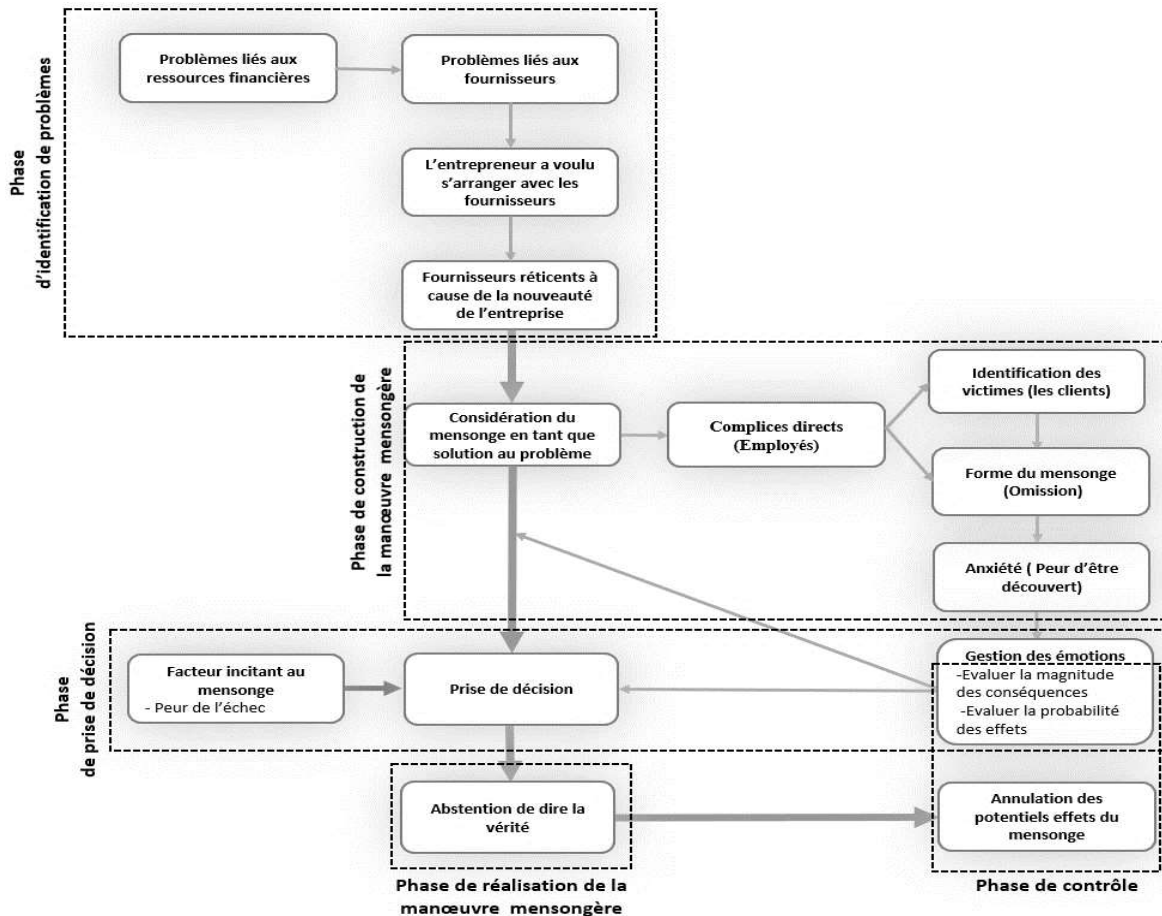 Phase
d'identification de problèmes
Problèmes liés aux
ressources financières
Problèmes liés aux
fournisseurs
L'entrepreneur a voulu
s'arranger avec les
fournisseurs
Fournisseurs réticents à
cause de la nouveauté
de l'entreprise
Phase de construction de
la manœuvre mensongère
Considération du
mensonge en tant que
solution au problème
Complices directs
(Employés)
Identification des
victimes (les clients)
Forme du mensonge
(Omission)
Anxiété ( Peur d'être
découvert)
Phase
de prise de décision
Facteur incitant au
mensonge
- Peur de l'échec
Prise de décision
Gestion des émotions
-Evaluer la magnitude
des conséquences
-Evaluer la probabilité
des effets
Abstention de dire la
vérité
Annulation des
potentiels effets du
mensonge
Phase de réalisation de la
manœuvre mensongère
Phase de contrôle